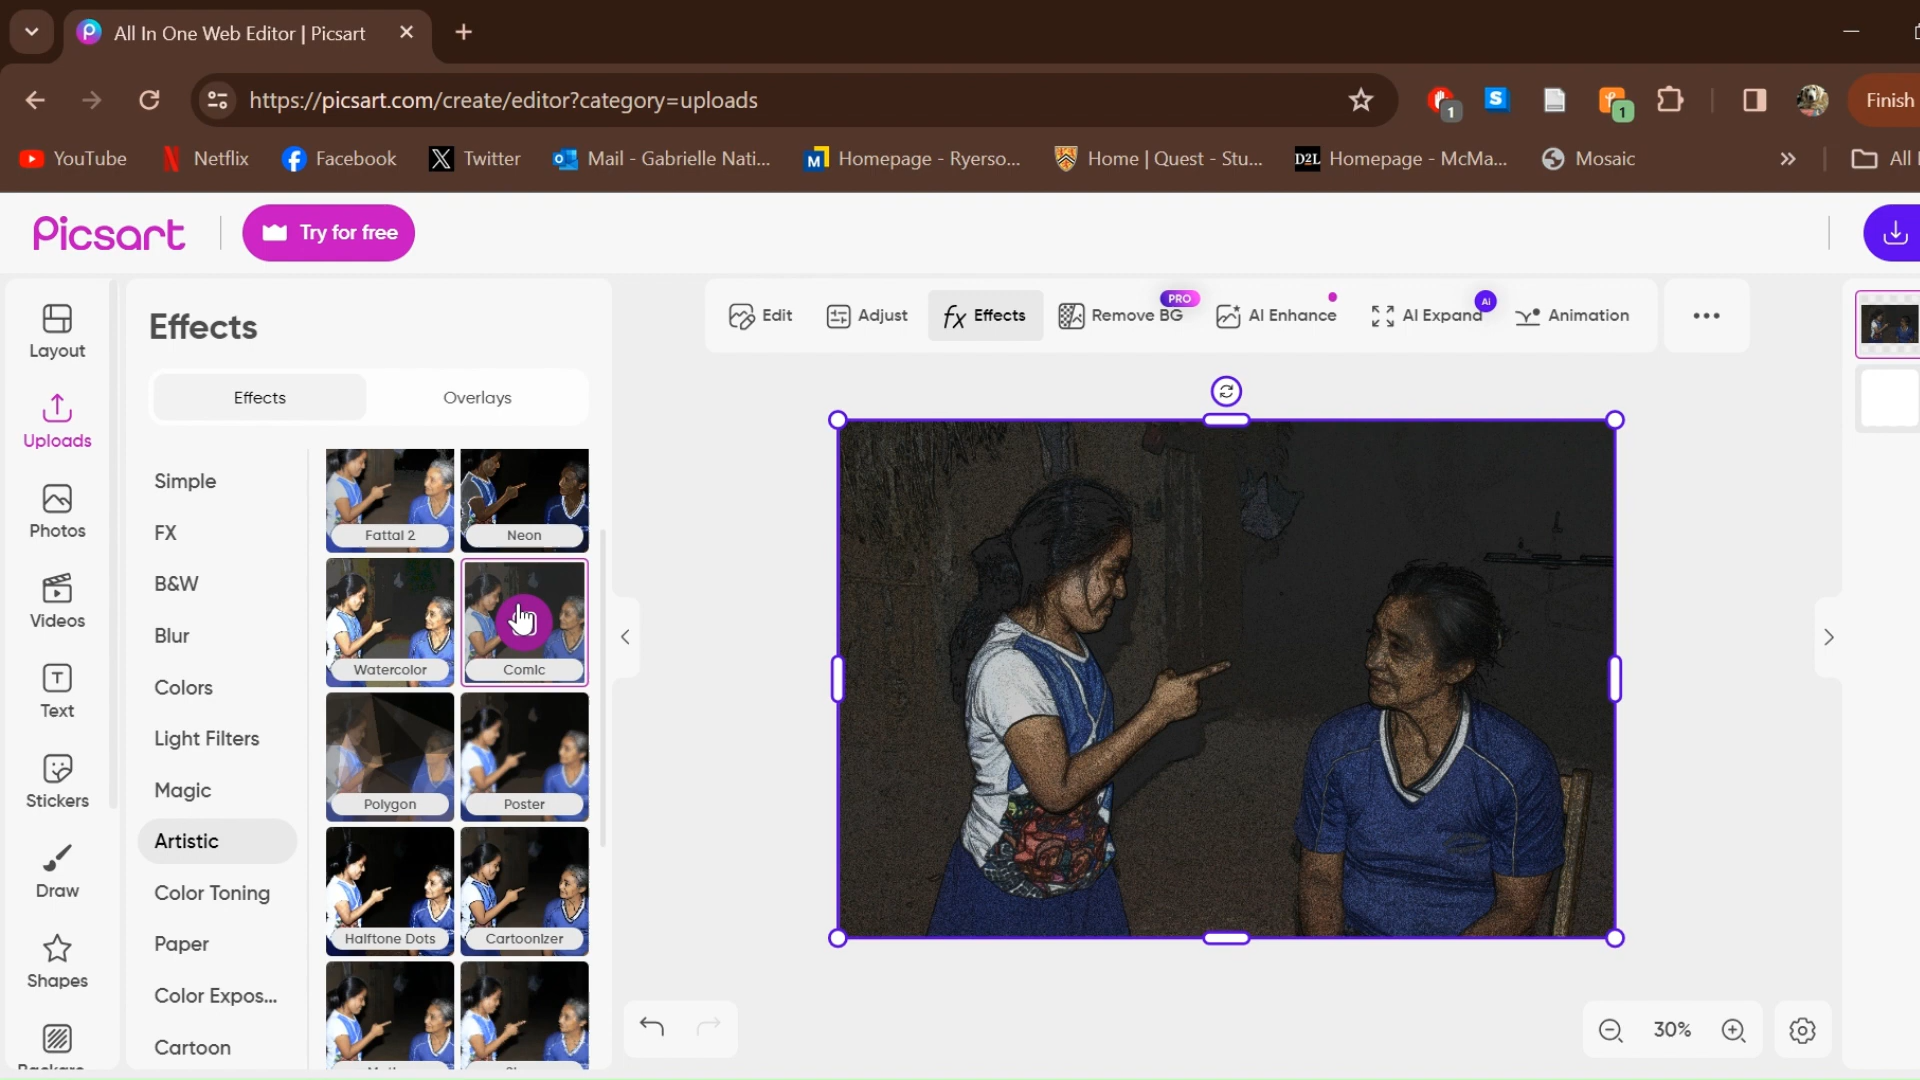 All In One Web Editor | Picsart
https://picsart.com/create/editor?category=uploads
1
S
1
Finish
YouTube
Netflix
Facebook
Twitter
Mail - Gabrielle Nati...
Homepage - Ryerso...
Home | Quest - Stu...
D2L
Homepage - McMa...
Mosaic
All
Picsart
Try for free
Layout
Uploads
Photos
Videos
Text
Stickers
Draw
Shapes
Effects
Effects
Overlays
Simple
FX
B&W
Blur
Colors
Light Filters
Magic
Artistic
Color Toning
Paper
Color Expos...
Cartoon
Fattal 2
Neon
Watercolor
Comic
Polygon
Poster
Halftone Dots
Cartoonizer
Edit
Adjust
fx Effects
Remove BG
PRO
AI Enhance
AI Expand
AI
Animation
30%